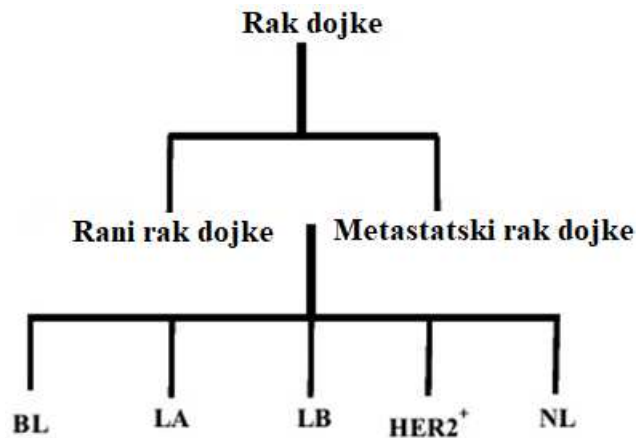 Rak dojke
Rani rak dojke
Metastatski rak dojke
BL
LA
LB
HER2⁺
NL